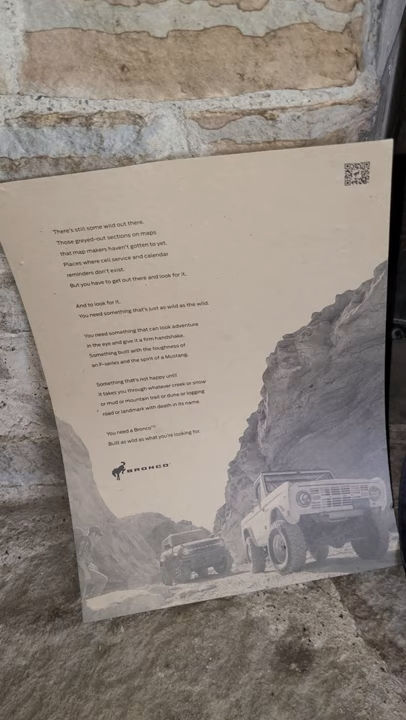 There's still some wild out there.
Those greyed-out sections on maps
that map makers haven't gotten to yet.
Places where cell service and calendar
reminders don't exist.
But you have to get out there and look for it.
And to look for it,
You need something that's just as wild as the wild.
You need something that can look adventure
in the eye and give it a firm handshake.
Something built with the toughness of
an F-series and the spirit of a Mustang.
Something that's not happy until
it takes you through whatever creek or snow
or mud or mountain trail or dune or logging
road or landmark with death in its name.
You need a Bronco™
Built as wild as what you're looking for.
BRONCO